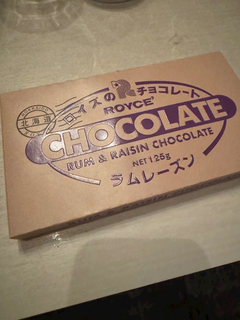 北海道
ロイズのチョコレート
ROYCE'
CHOCOLATE
RUM & RAISIN CHOCOLATE
NET 125g
ラムレーズン